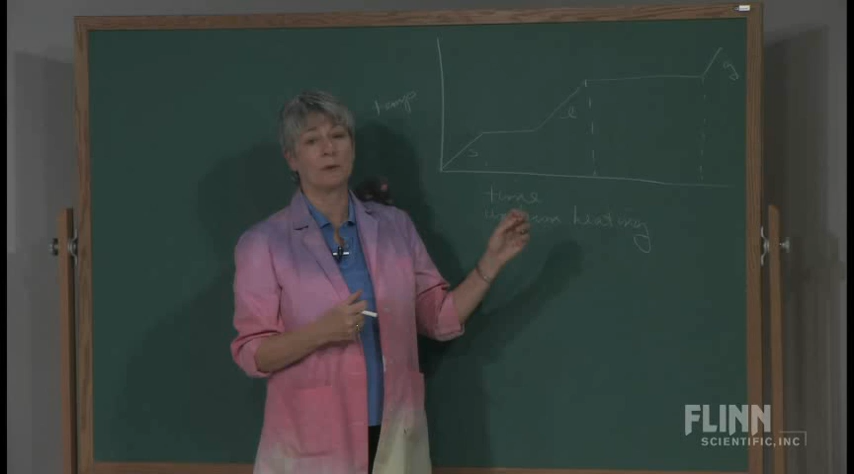 temp
s
l
g
time
uniform heating
FLINN
SCIENTIFIC, INC